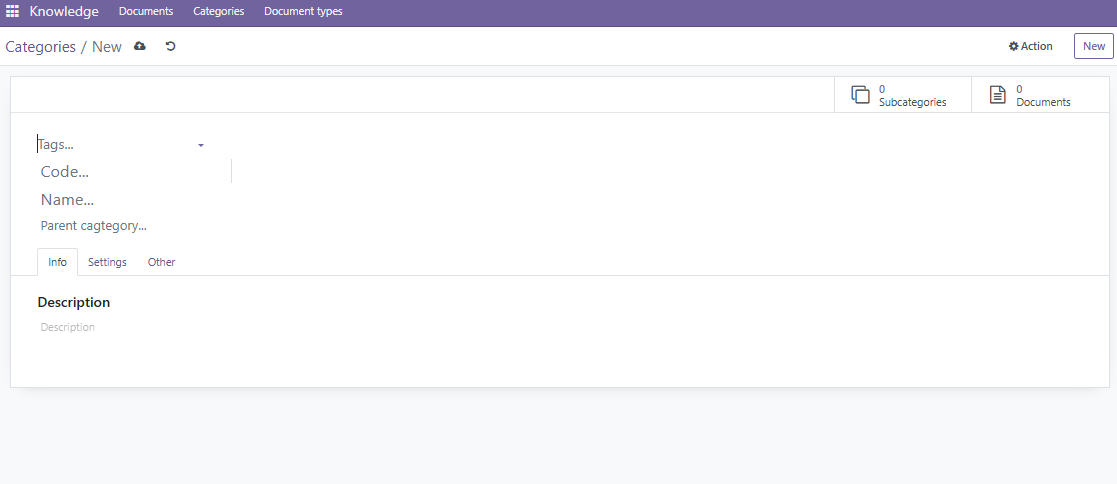 Knowledge Documents Categories Document types
Categories / New
Action New
0
Subcategories
0
Documents
Tags...
Code...
Name...
Parent cagtegory...
Info Settings Other
Description
Description